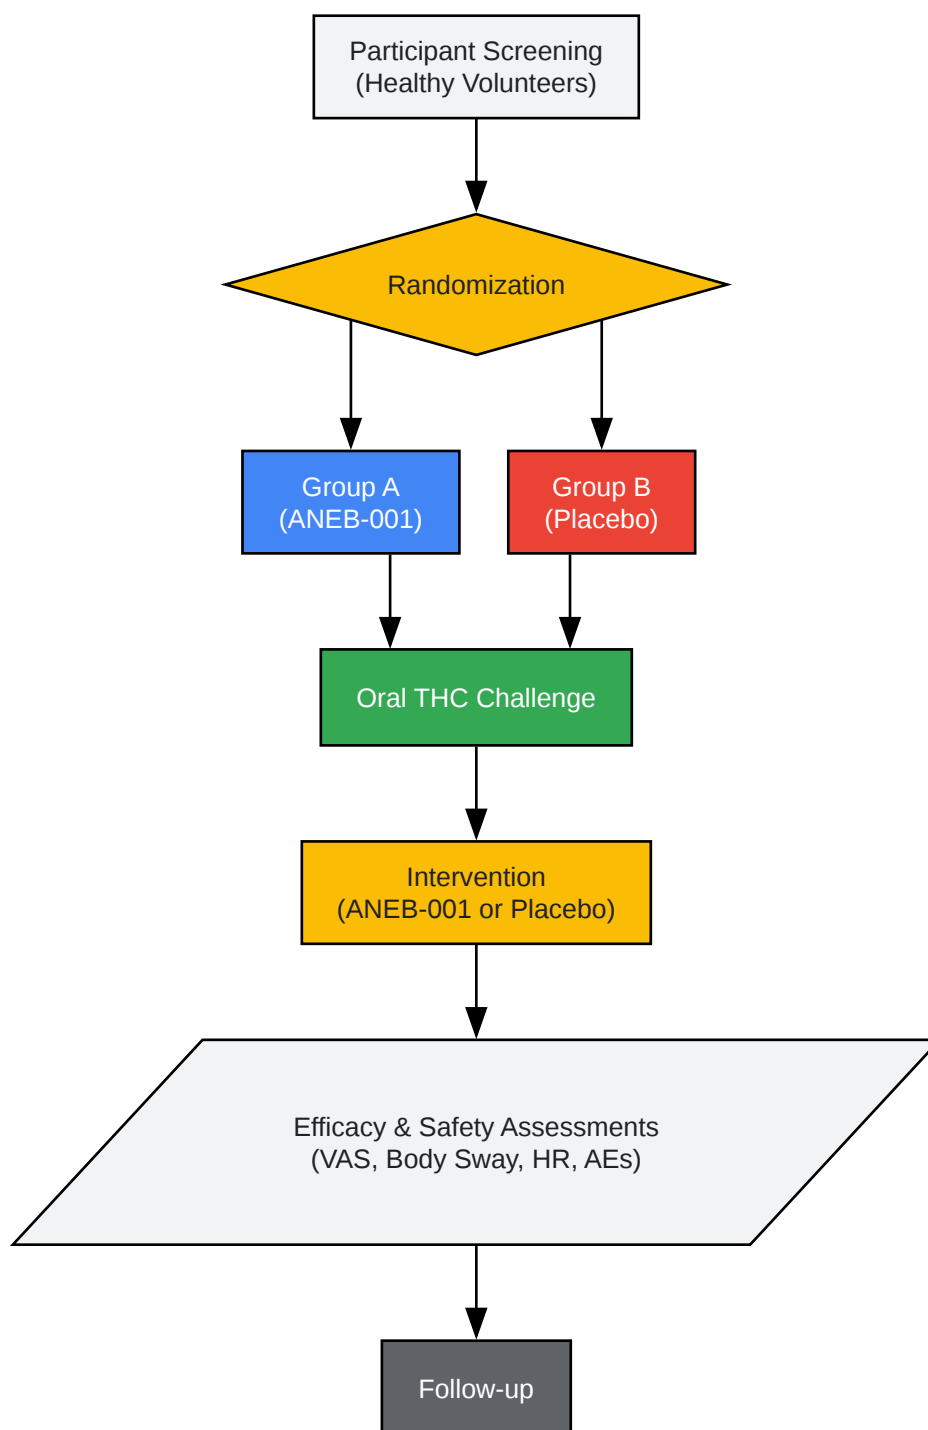 Participant Screening
(Healthy Volunteers)
Randomization
Group A
(ANEB-001)
Group B
(Placebo)
Oral THC Challenge
Intervention
(ANEB-001 or Placebo)
Efficacy & Safety Assessments
(VAS, Body Sway, HR, AEs)
Follow-up